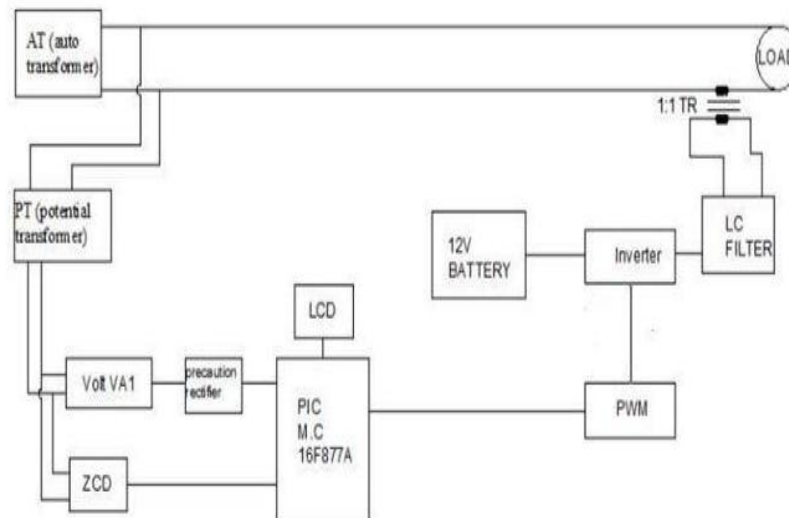 AT (auto
transformer)
LOAD
1:1 TR
PT (potential
transformer)
LC
FILTER
12V
BATTERY
Inverter
LCD
Volt VA1
precaution
rectifier
PIC
M.C
16F877A
PWM
ZCD